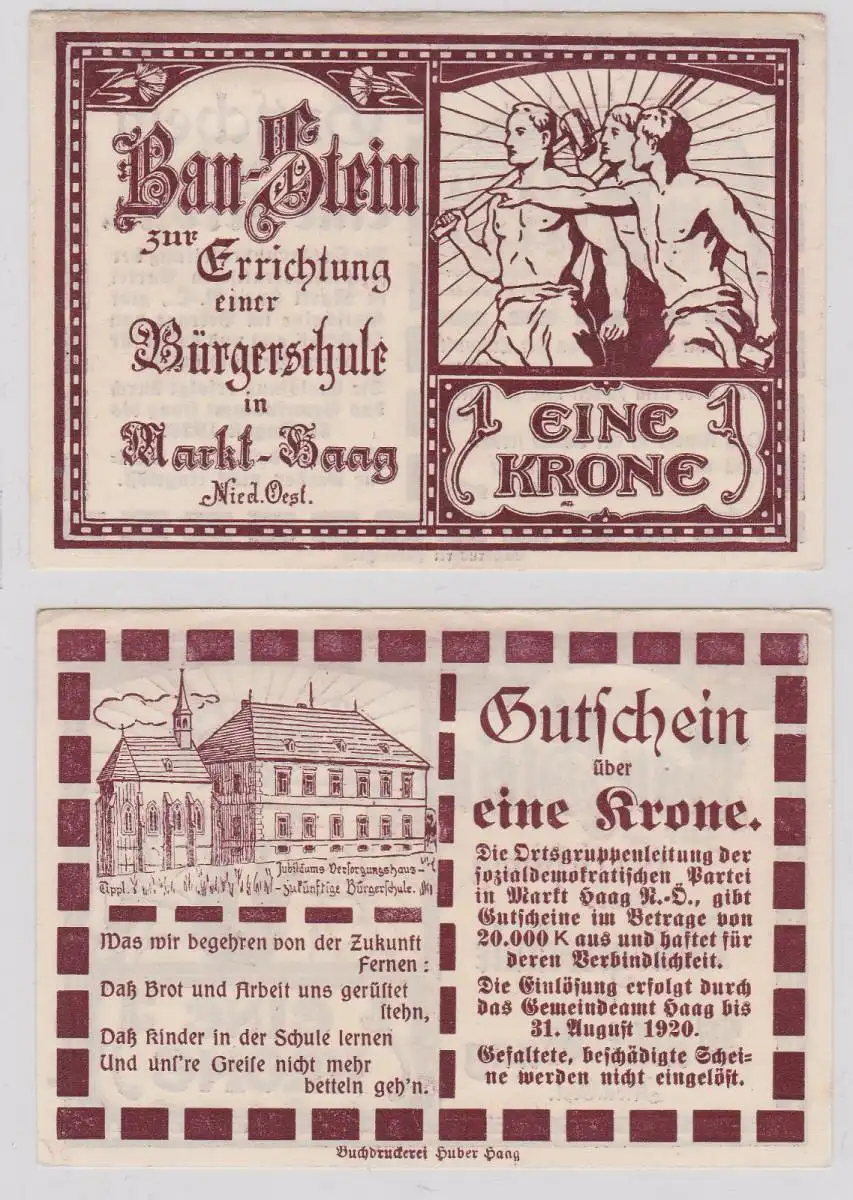 Bau-Stein
zur
Errichtung
einer
Bürgerschule
in
Markt-Haag
Nied. Oest.
1 EINE 1
KRONE
Jubiläums Versorgungshaus-
Tippl. -Zukünftige Bürgerschule.
Was wir begehren von der Zukunft
Fernen:
Daß Brot und Arbeit uns gerüstet
stehn,
Daß Kinder in der Schule lernen
Und uns're Greise nicht mehr
betteln geh'n.
Gutschein
über
eine Krone.
Die Ortsgruppenleitung der
sozialdemokratischen Partei
in Markt Haag N.-Ö., gibt
Gutscheine im Betrage von
20.000 K aus und haftet für
deren Verbindlichkeit.
Die Einlösung erfolgt durch
das Gemeindeamt Haag bis
31. August 1920.
Gefaltete, beschädigte Schei-
ne werden nicht eingelöst.
Buchdruckerei Huber Haag